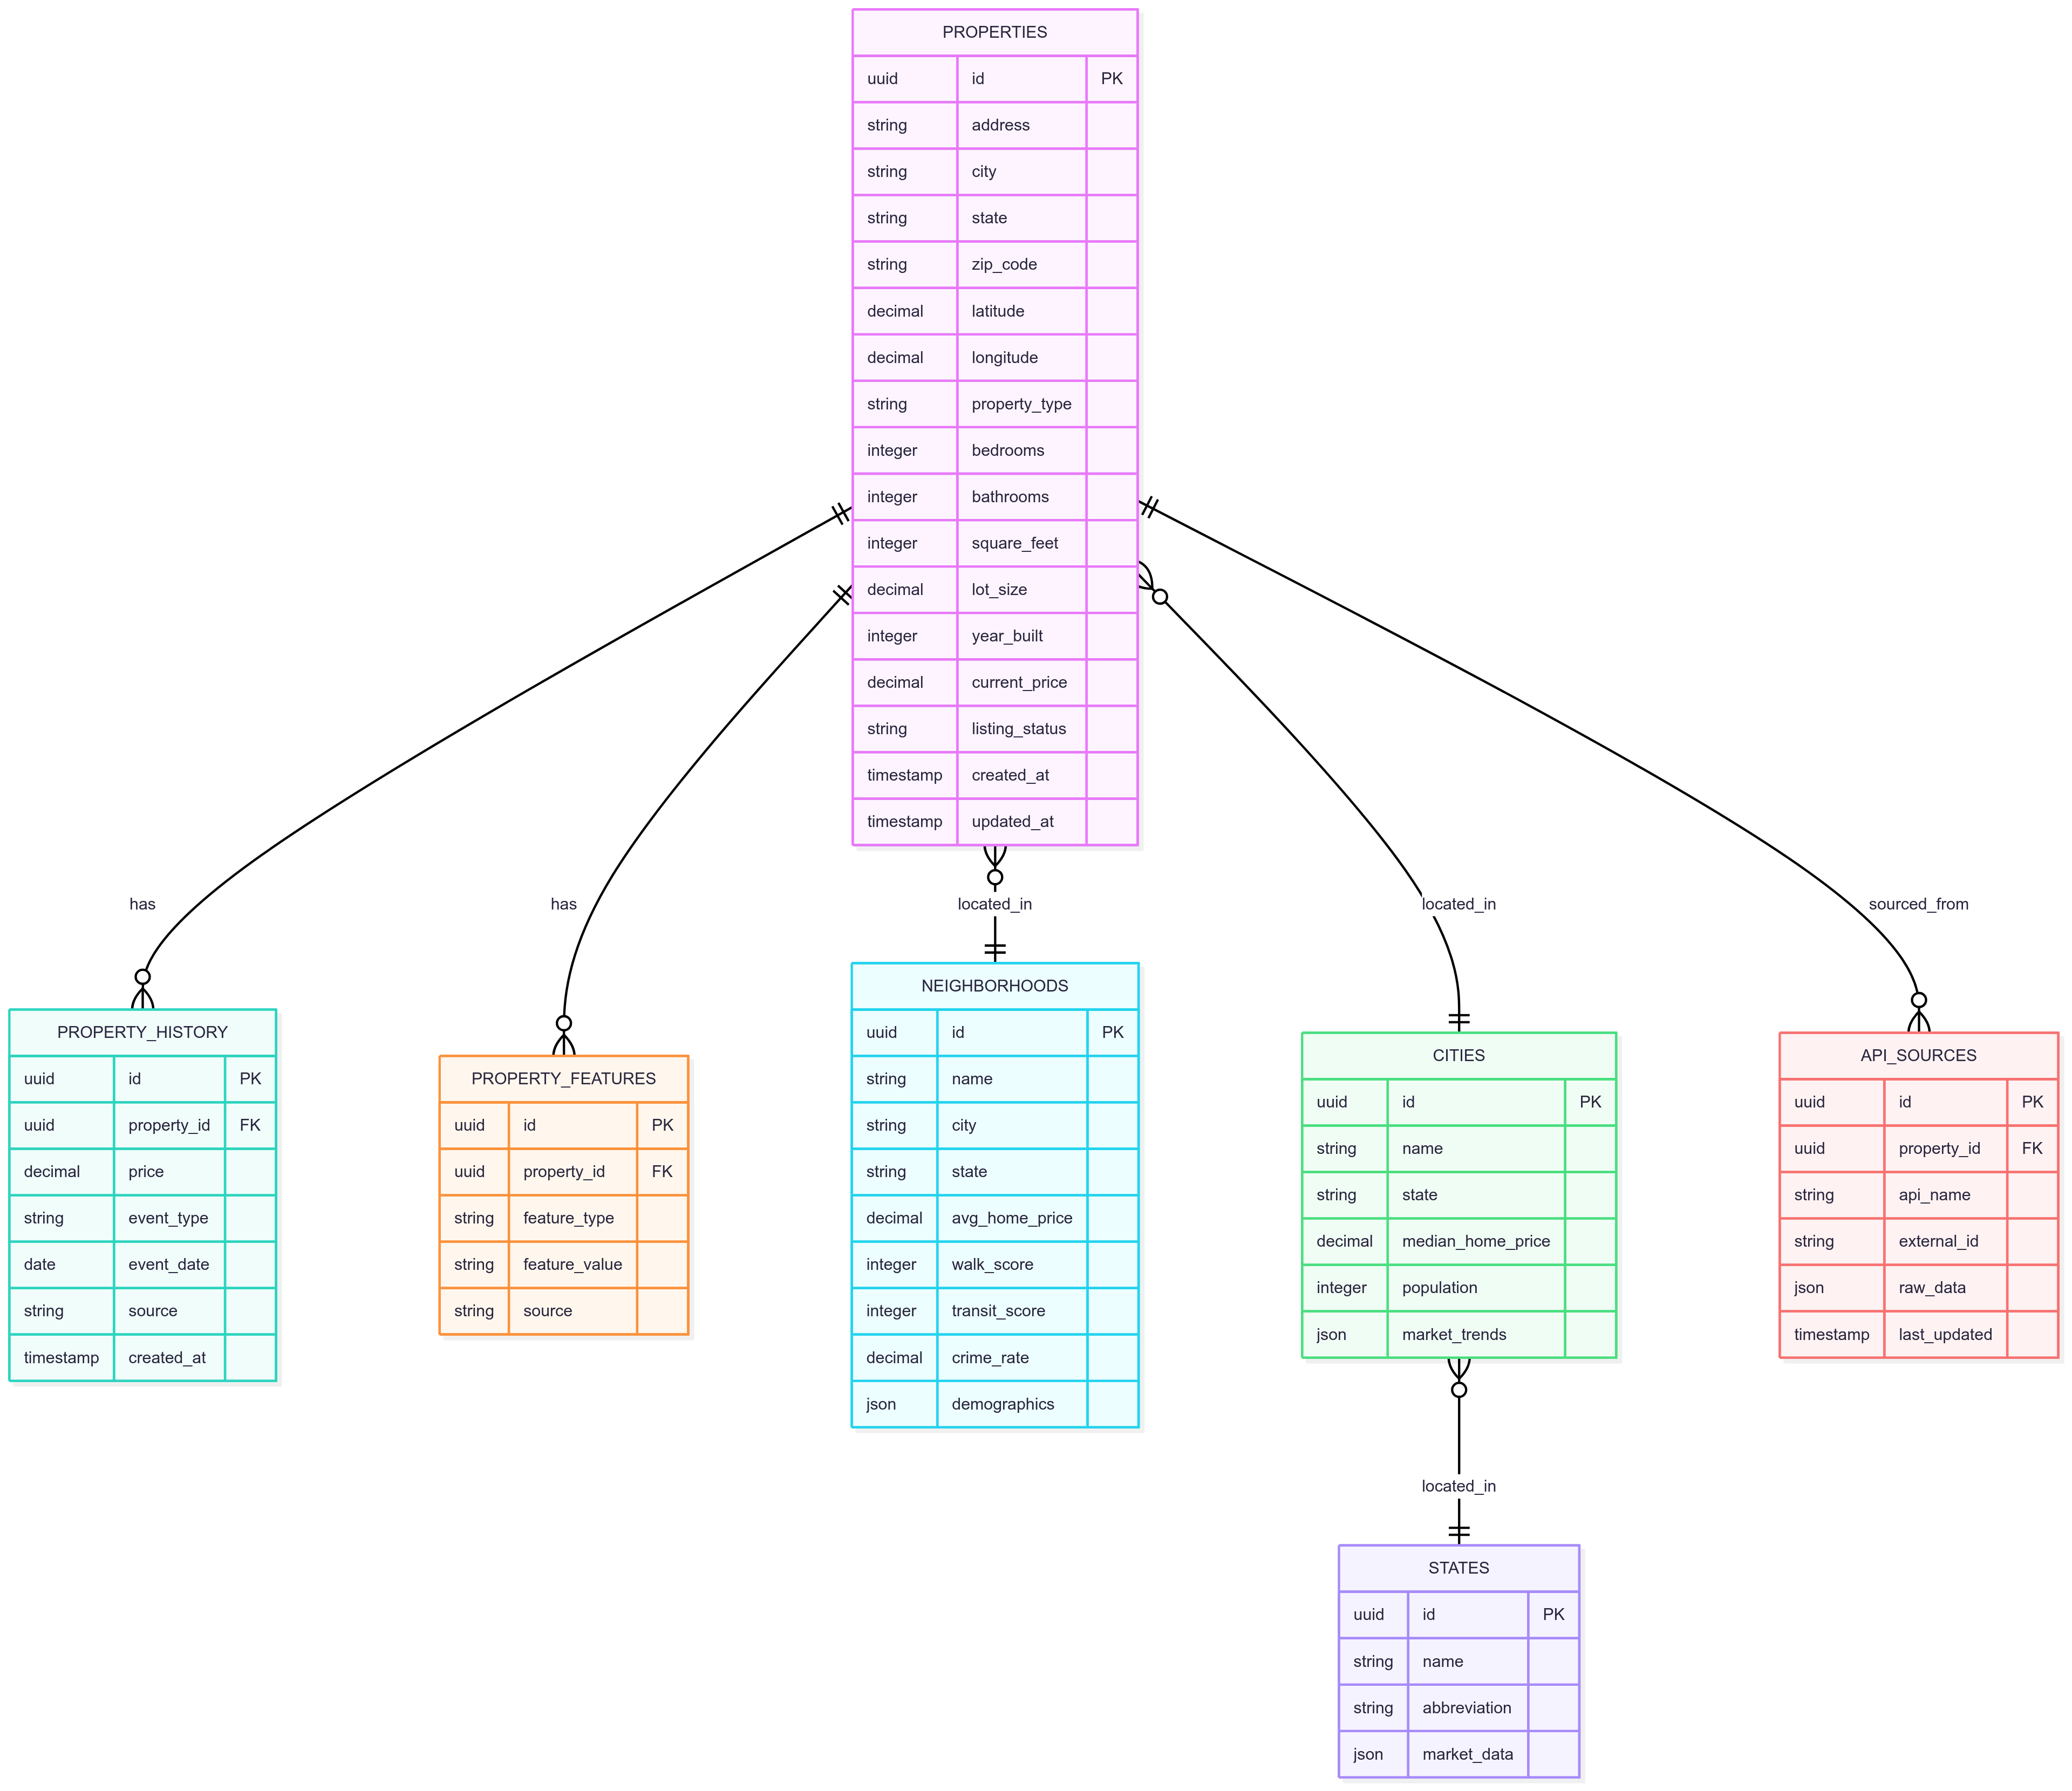 PROPERTIES
uuid id PK
string address
string city
string state
string zip_code
decimal latitude
decimal longitude
string property_type
integer bedrooms
integer bathrooms
integer square_feet
decimal lot_size
integer year_built
decimal current_price
string listing_status
timestamp created_at
timestamp updated_at
has
has
located_in
located_in
sourced_from
PROPERTY_HISTORY
uuid id PK
uuid property_id FK
decimal price
string event_type
date event_date
string source
timestamp created_at
PROPERTY_FEATURES
uuid id PK
uuid property_id FK
string feature_type
string feature_value
string source
NEIGHBORHOODS
uuid id PK
string name
string city
string state
decimal avg_home_price
integer walk_score
integer transit_score
decimal crime_rate
json demographics
CITIES
uuid id PK
string name
string state
decimal median_home_price
integer population
json market_trends
API_SOURCES
uuid id PK
uuid property_id FK
string api_name
string external_id
json raw_data
timestamp last_updated
located_in
STATES
uuid id PK
string name
string abbreviation
json market_data